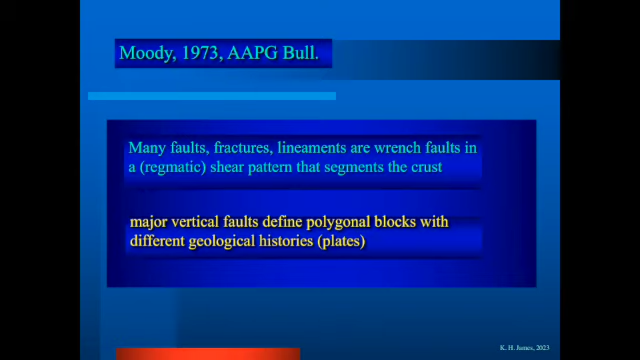 Moody, 1973, AAPG Bull.
Many faults, fractures, lineaments are wrench faults in
a (regmatic) shear pattern that segments the crust
major vertical faults define polygonal blocks with
different geological histories (plates)
K. H. James, 2023